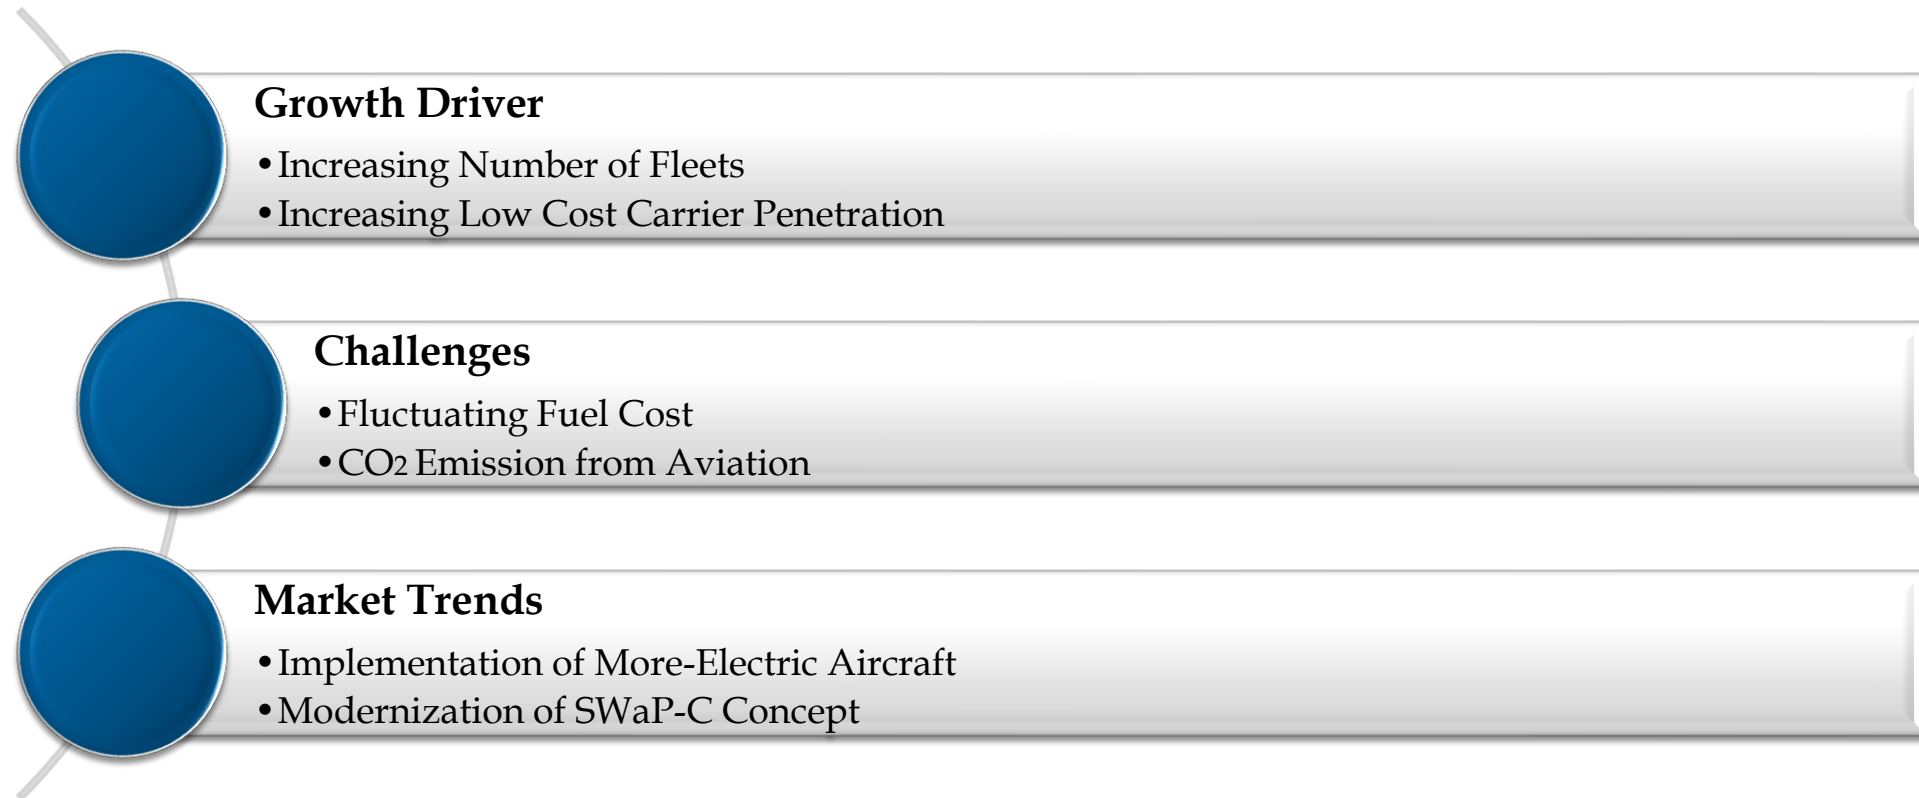 Growth Driver
•Increasing Number of Fleets
•Increasing Low Cost Carrier Penetration
Challenges
•Fluctuating Fuel Cost
•CO2 Emission from Aviation
Market Trends
•Implementation of More-Electric Aircraft
•Modernization of SWaP-C Concept